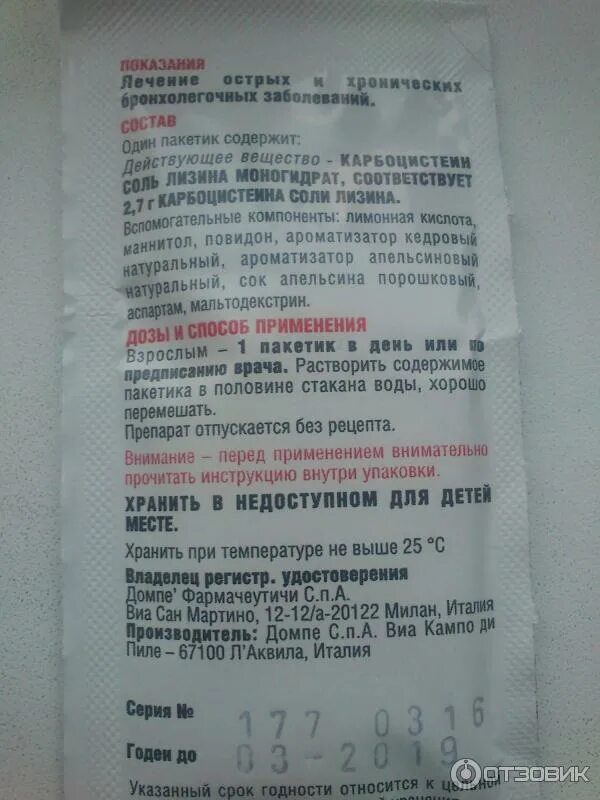 ПОКАЗАНИЯ
Лечение острых и хронических
бронхолегочных заболеваний.
СОСТАВ
Один пакетик содержит:
Действующее вещество - КАРБОЦИСТЕИН
СОЛЬ ЛИЗИНА МОНОГИДРАТ, СООТВЕТСТВУЕТ
2,7 г КАРБОЦИСТЕИНА СОЛИ ЛИЗИНА.
Вспомогательные компоненты: лимонная кислота,
маннитол, повидон, ароматизатор кедровый
натуральный, ароматизатор апельсиновый
натуральный, сок апельсина порошковый,
аспартам, мальтодекстрин.
ДОЗЫ И СПОСОБ ПРИМЕНЕНИЯ
Взрослым – 1 пакетик в день или по
предписанию врача. Растворить содержимое
пакетика в половине стакана воды, хорошо
перемешать.
Препарат отпускается без рецепта.
Внимание – перед применением внимательно
прочитать инструкцию внутри упаковки.
ХРАНИТЬ В НЕДОСТУПНОМ ДЛЯ ДЕТЕЙ
МЕСТЕ.
Хранить при температуре не выше 25 °С
Владелец регистр. удостоверения
Домпе' Фармачеутичи С.п.А.
Виа Сан Мартино, 12-12/а-20122 Милан, Италия
Производитель: Домпе С.п.А. Виа Кампо ди
Пиле – 67100 Л'Аквила, Италия
Серия № 177 0316
Годен до 03-2019
Указанный срок годности относится к цельной
ОТЗОВИК